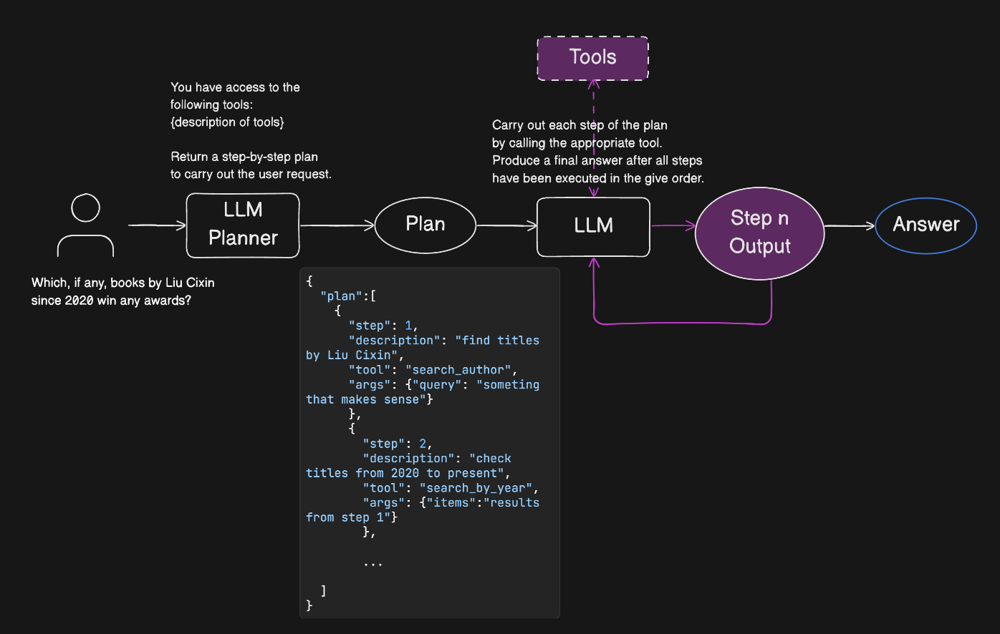 Tools
You have access to the
following tools:
{description of tools}
Return a step-by-step plan
to carry out the user request.
Carry out each step of the plan
by calling the appropriate tool.
Produce a final answer after all steps
have been executed in the give order.
Which, if any, books by Liu Cixin
since 2020 win any awards?
LLM
Planner
Plan
LLM
Step n
Output
Answer
{
"plan":[
{
"step": 1,
"description": "find titles
by Liu Cixin",
"tool": "search_author",
"args": {"query": "someting
that makes sense"}
},
{
"step": 2,
"description": "check
titles from 2020 to present",
"tool": "search_by_year",
"args": {"items":"results
from step 1"}
},
...
]
}